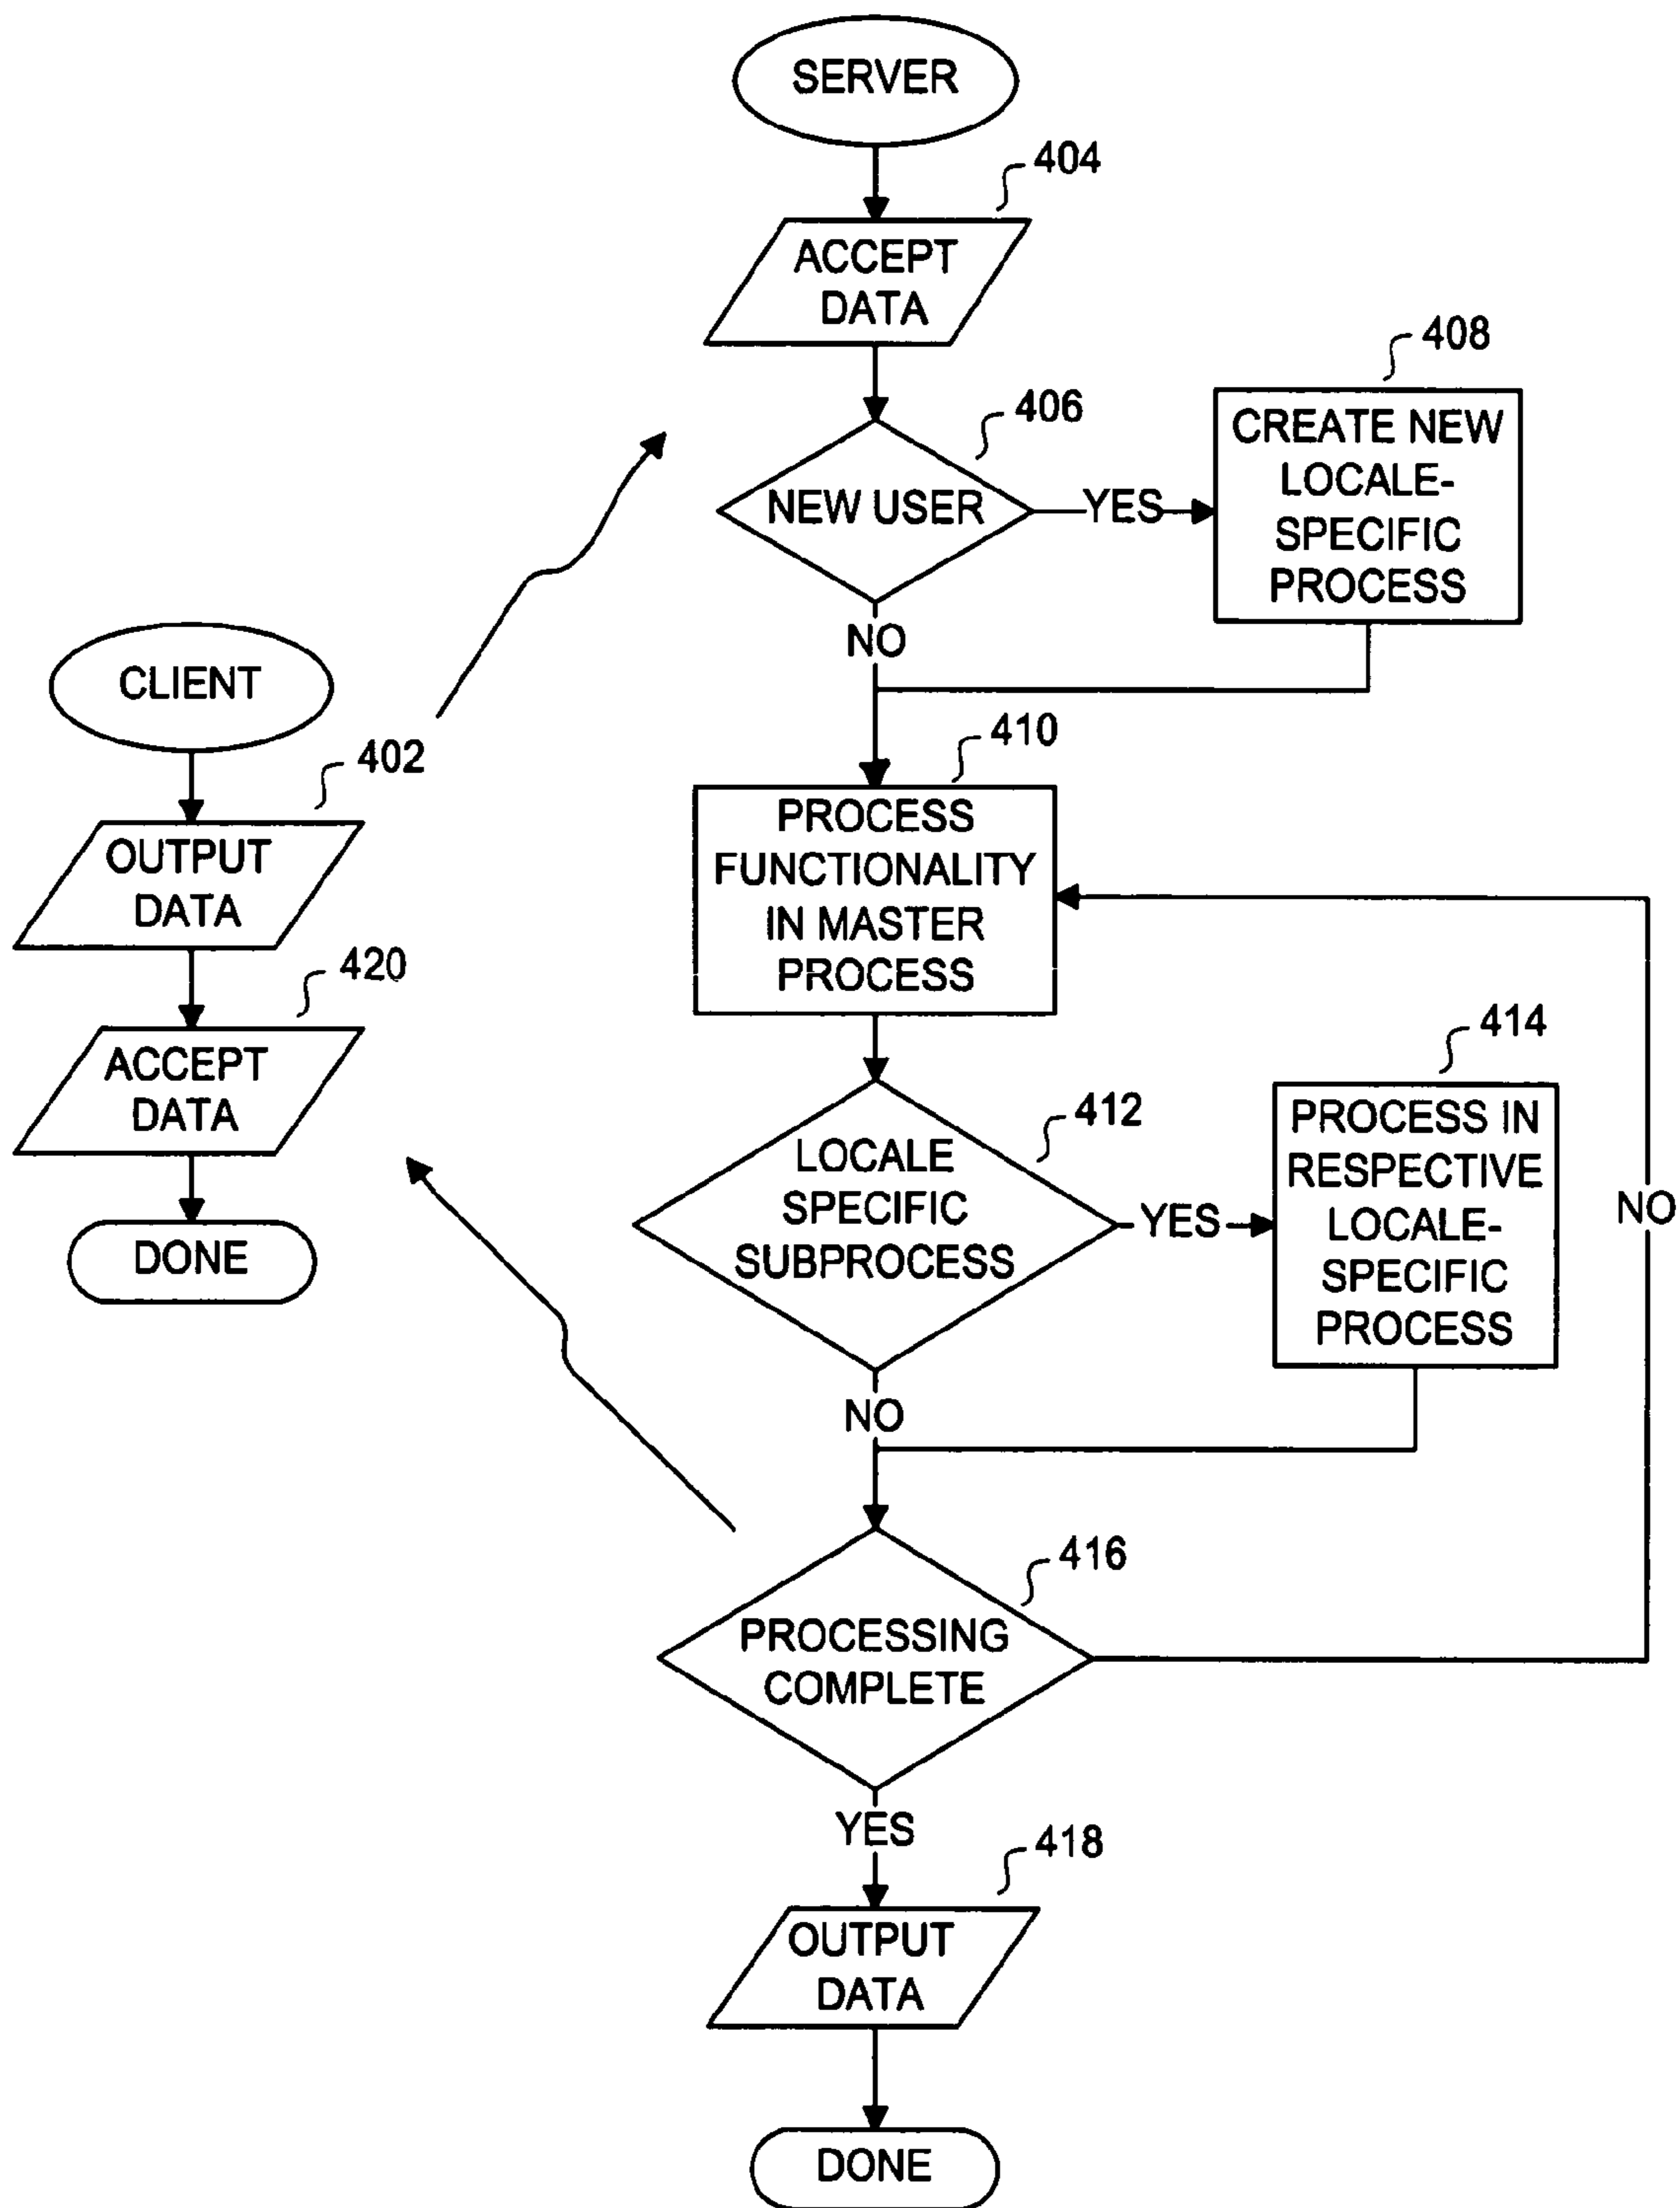 SERVER
404
ACCEPT
DATA
408
406
CREATE NEW
LOCALE-
SPECIFIC
PROCESS
NEW USER
YES
NO
CLIENT
402
410
OUTPUT
DATA
PROCESS
FUNCTIONALITY
IN MASTER
PROCESS
420
ACCEPT
DATA
414
412
PROCESS IN
RESPECTIVE
LOCALE-
SPECIFIC
PROCESS
LOCALE
SPECIFIC
SUBPROCESS
YES
NO
DONE
NO
416
PROCESSING
COMPLETE
YES
418
OUTPUT
DATA
DONE